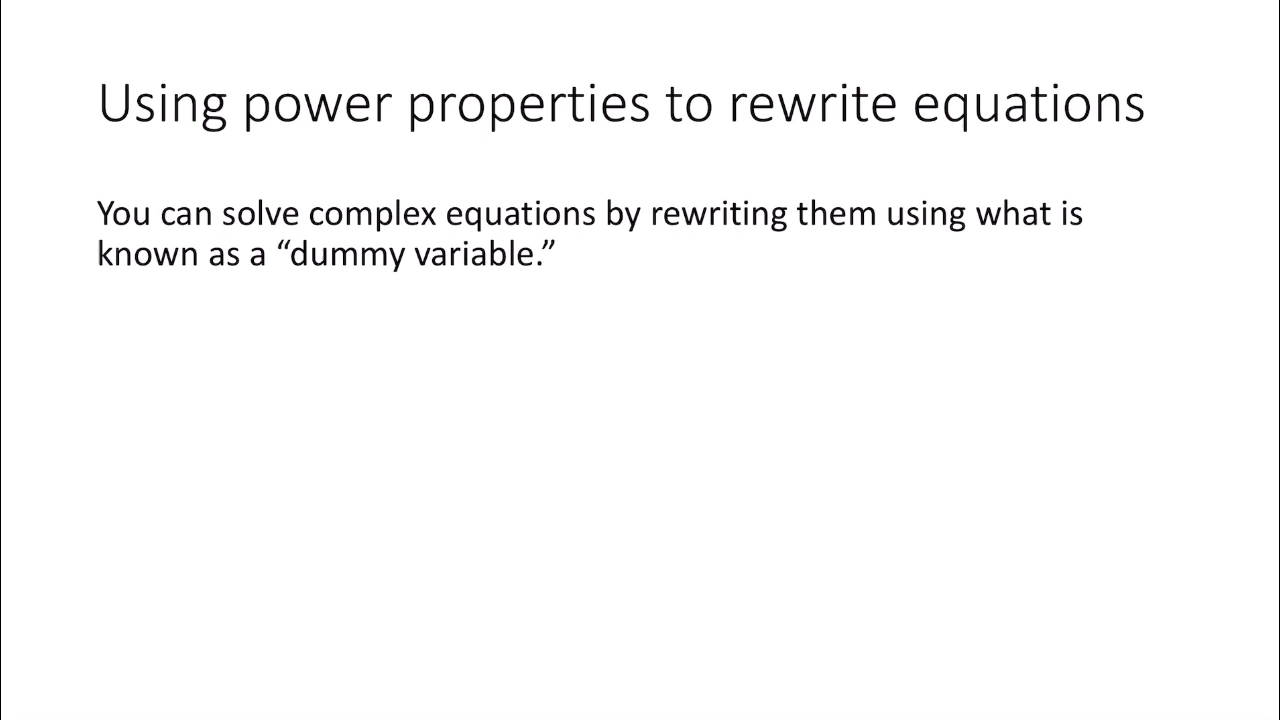 Using power properties to rewrite equations
You can solve complex equations by rewriting them using what is
known as a “dummy variable.”